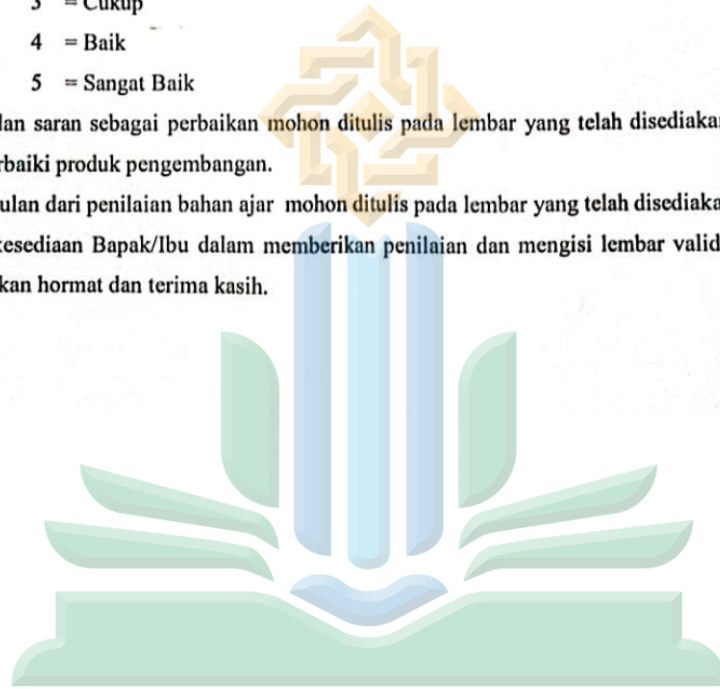 3 = Cukup
4 = Baik
5 = Sangat Baik
dan saran sebagai perbaikan mohon ditulis pada lembar yang telah disediaka
rbaiki produk pengembangan.
ulan dari penilaian bahan ajar mohon ditulis pada lembar yang telah disediaka
kesediaan Bapak/Ibu dalam memberikan penilaian dan mengisi lembar valid
kan hormat dan terima kasih.